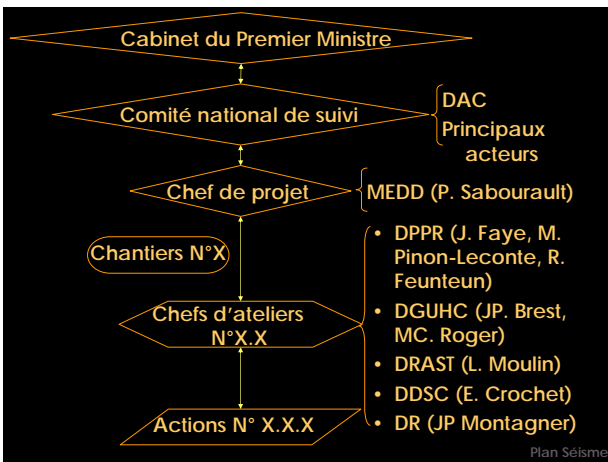 Cabinet du Premier Ministre
Comité national de suivi
DAC
Principaux
acteurs
Chef de projet
MEDD (P. Sabourault)
Chantiers N°X
• DPPR (J. Faye, M.
Pinon-Leconte, R.
Feunteun)
Chefs d'ateliers
N°X.X
• DGUHC (JP. Brest,
MC. Roger)
• DRAST (L. Moulin)
• DDSC (E. Crochet)
• DR (JP Montagner)
Actions N° X.X.X
Plan Séisme